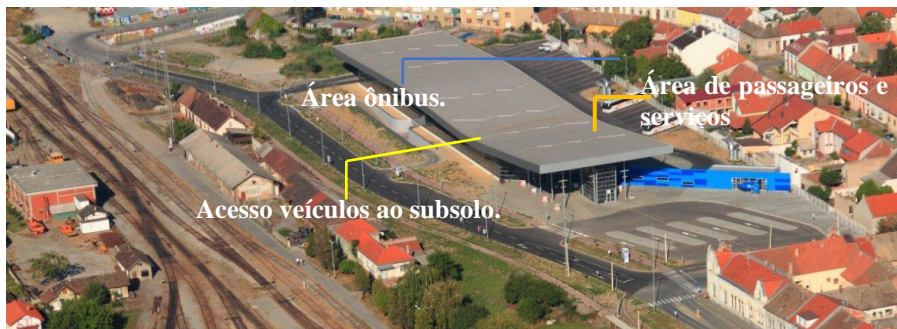 Área ônibus.
Área de passageiros e
serviços
Acesso veículos ao subsolo.